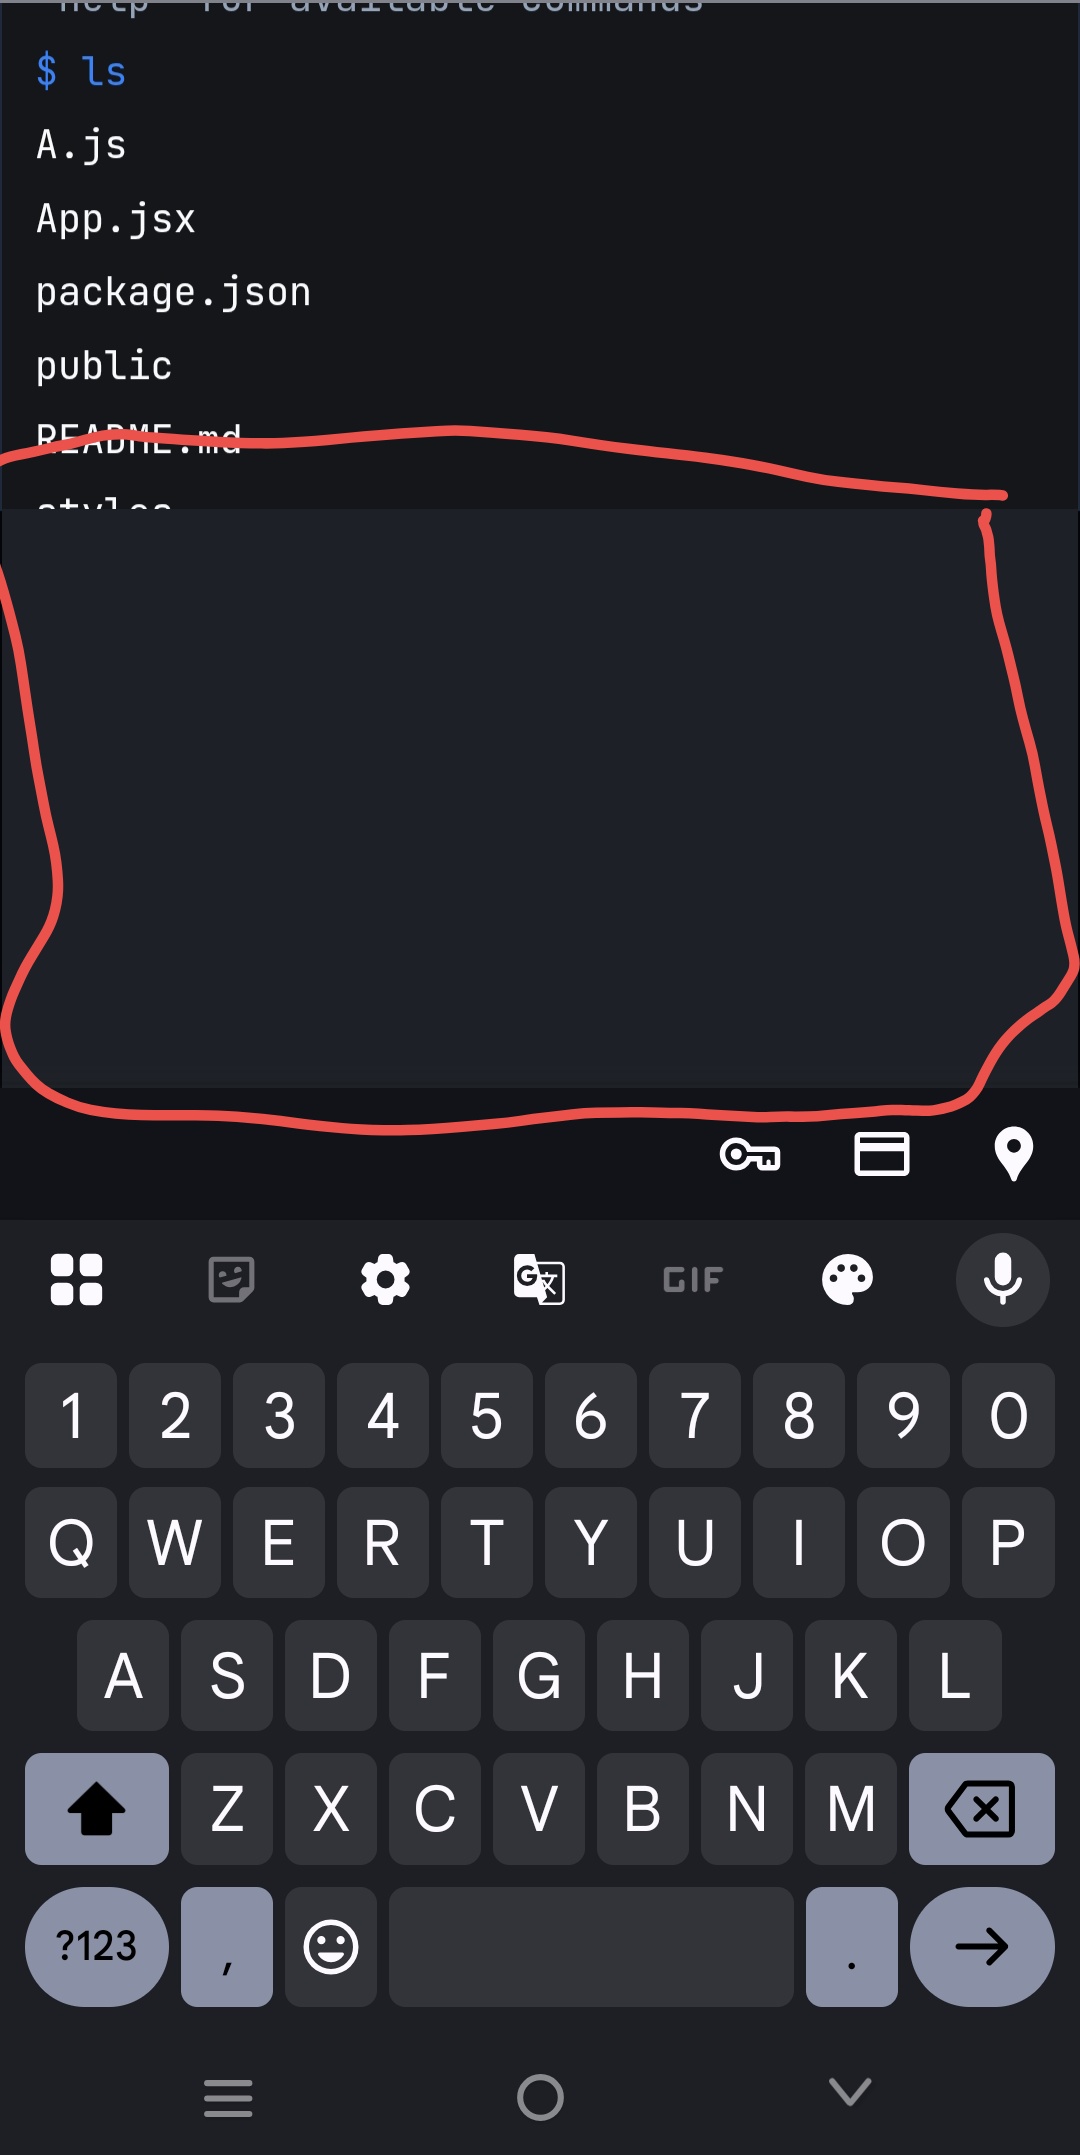 help  for available commands
$ ls
A.js
App.jsx
package.json
public
README.md
styles
GIF
1 2 3 4 5 6 7 8 9 0
Q W E R T Y U I O P
A S D F G H J K L
Z X C V B N M
?123 , .